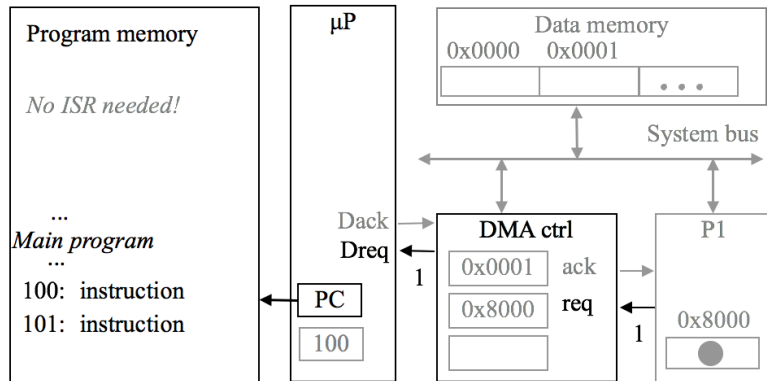 Program memory
No ISR needed!
...
Main program
...
100: instruction
101: instruction
μP
Dack
Dreq
PC
100
Data memory
0x0000 0x0001
...
System bus
1
DMA ctrl
0x0001 ack
0x8000 req
1
P1
0x8000